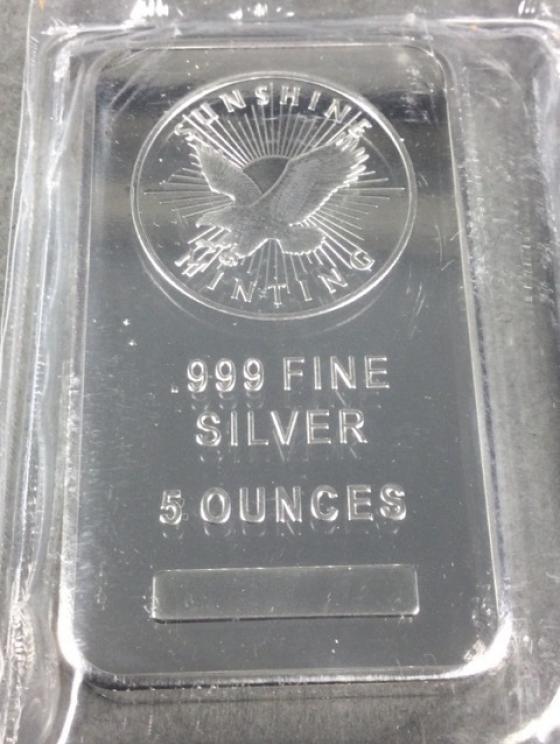 SUNSHINE
MINTING
.999 FINE
SILVER
5 OUNCES